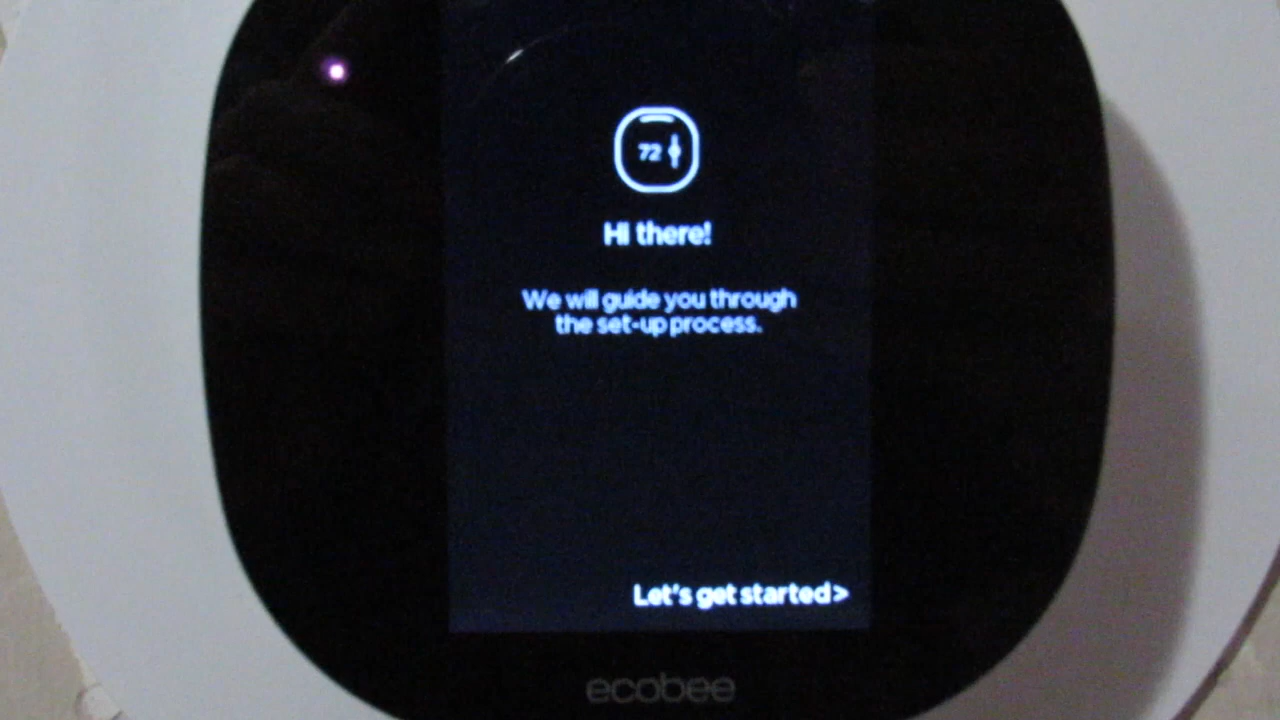 72
Hi there!
We will guide you through
the set-up process.
Let's get started>
ecobee